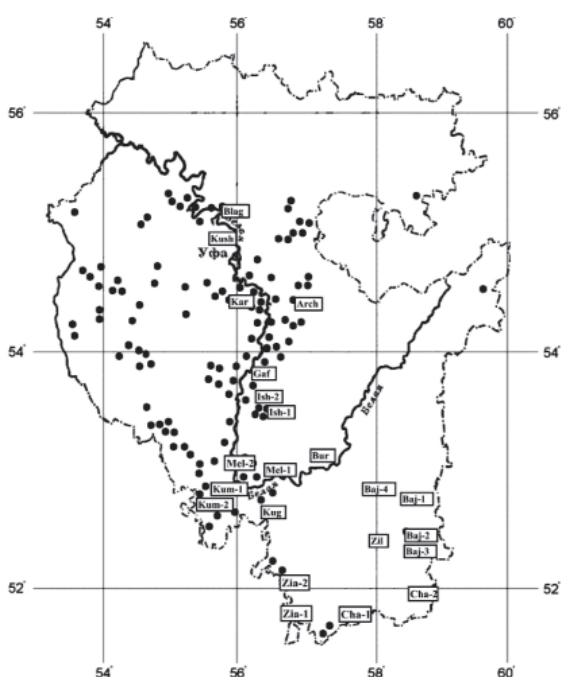 54° 56° 58° 60°
56° 56°
Blag
Kush
Уфа
Kar Arch
54° 54°
Gaf
Белая
Ish-2
Ish-1
Bur
Mel-2 Mel-1
Kum-1 Белая Baj-4 Baj-1
Kum-2 Kug
Zil Baj-2
Baj-3
Zia-2
52° 52°
Cha-2
Zia-1 Cha-1
54° 56° 58° 60°